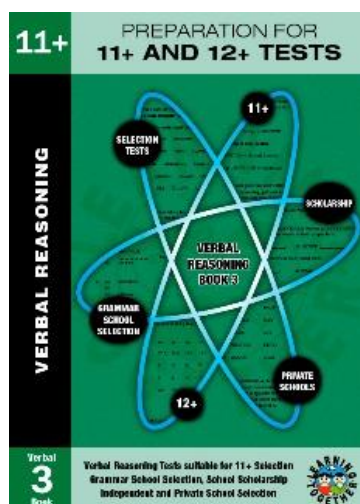 11+
PREPARATION FOR
11+ AND 12+ TESTS
VERBAL REASONING
11+
SELECTION
TESTS
SCHOLARSHIP
VERBAL
REASONING
BOOK 3
GRAMMAR
SCHOOL
SELECTION
PRIVATE
SCHOOLS
12+
Verbal
3
Book
Verbal Reasoning Tests suitable for 11+ Selection
Grammar School Selection, School Scholarship
Independent and Private School Selection
LEARNING
TOGETHER